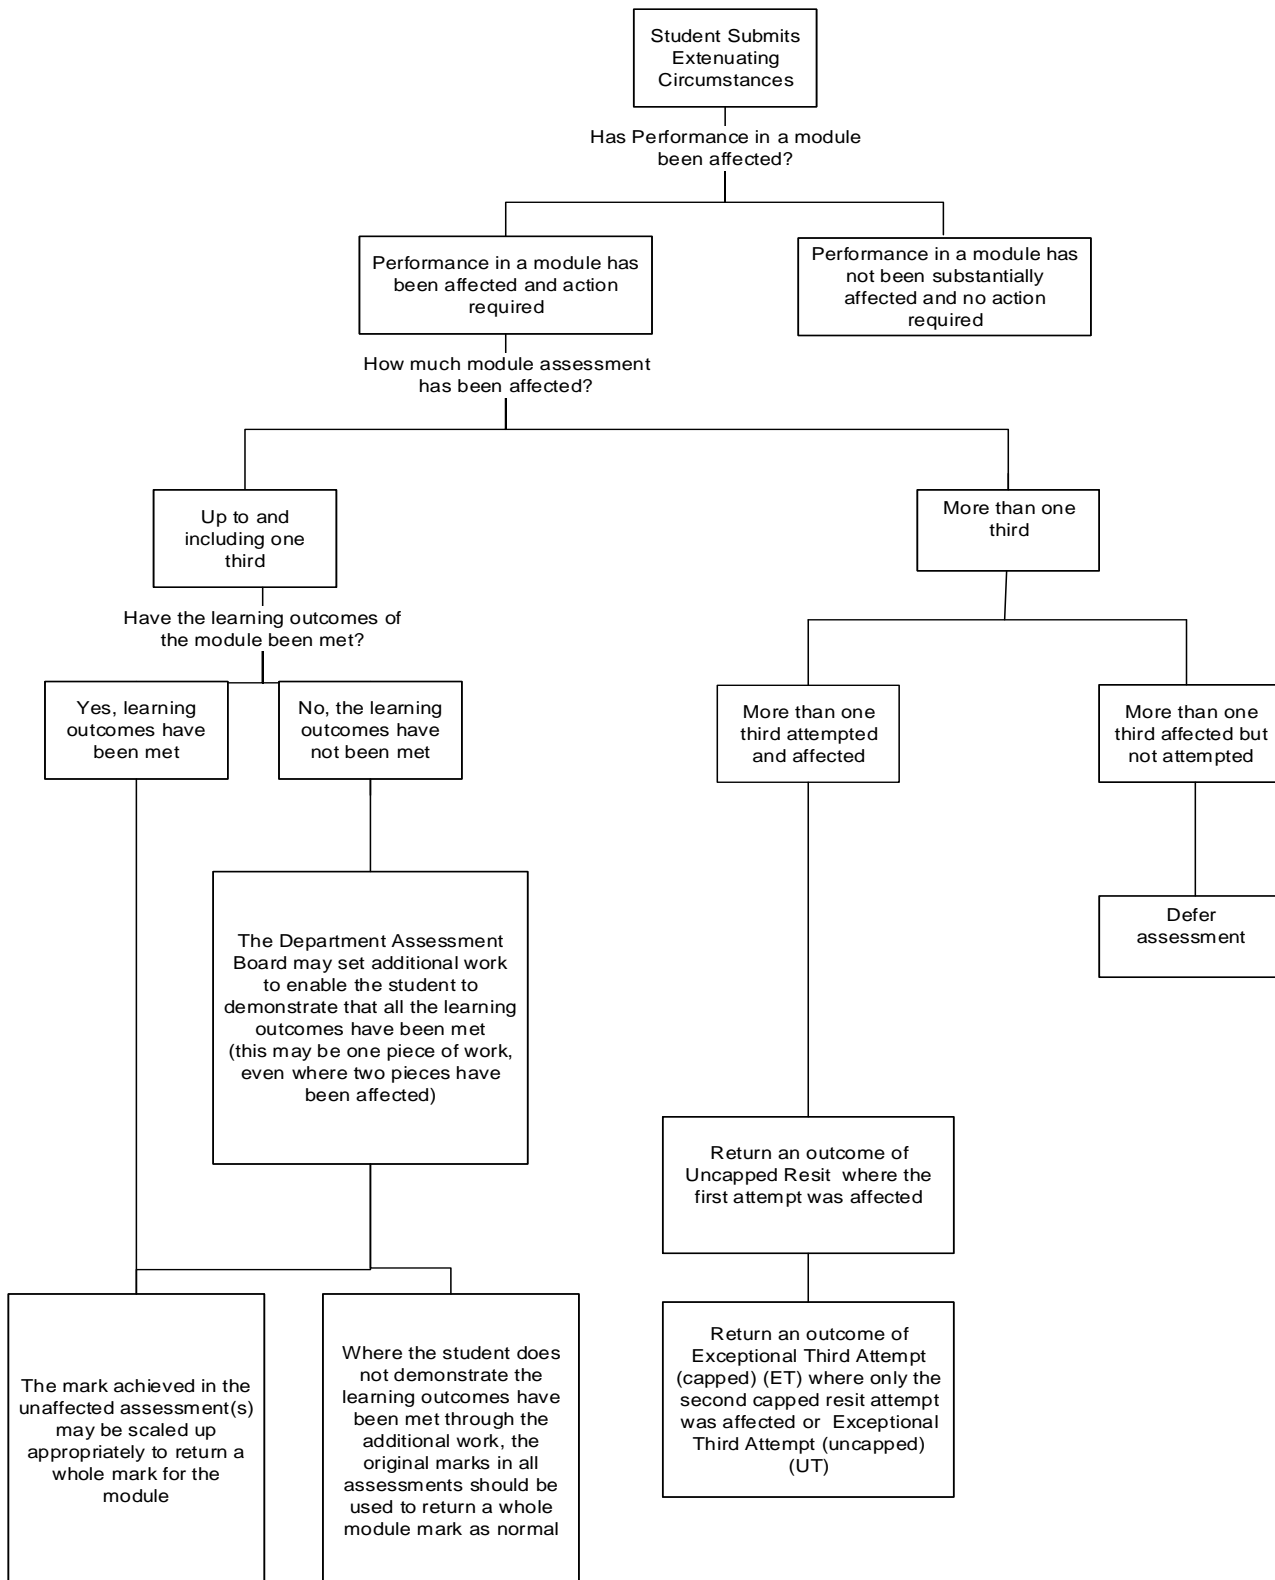 Student Submits
Extenuating
Circumstances
Has Performance in a module
been affected?
Performance in a module has
been affected and action
required
Performance in a module has
not been substantially
affected and no action
required
How much module assessment
has been affected?
Up to and
including one
third
More than one
third
Have the learning outcomes of
the module been met?
Yes, learning
outcomes have
been met
No, the learning
outcomes have
not been met
More than one
third attempted
and affected
More than one
third affected but
not attempted
The Department Assessment
Board may set additional work
to enable the student to
demonstrate that all the learning
outcomes have been met
(this may be one piece of work,
even where two pieces have
been affected)
Defer
assessment
Return an outcome of
Uncapped Resit where the
first attempt was affected
The mark achieved in the
unaffected assessment(s)
may be scaled up
appropriately to return a
whole mark for the
module
Where the student does
not demonstrate the
learning outcomes have
been met through the
additional work, the
original marks in all
assessments should be
used to return a whole
module mark as normal
Return an outcome of
Exceptional Third Attempt
(capped) (ET) where only the
second capped resit attempt
was affected or Exceptional
Third Attempt (uncapped)
(UT)